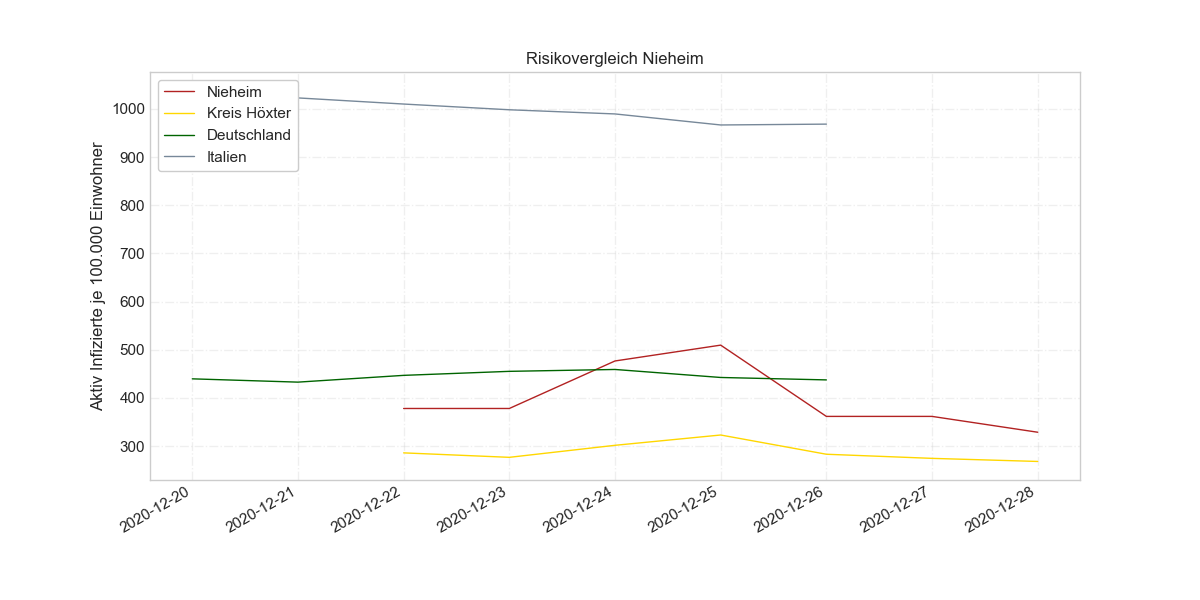 Risikovergleich Nieheim
Nieheim
Kreis Höxter
Deutschland
Italien
Aktiv Infizierte je 100.000 Einwohner
1000
900
800
700
600
500
400
300
2020-12-20
2020-12-21
2020-12-22
2020-12-23
2020-12-24
2020-12-25
2020-12-26
2020-12-27
2020-12-28